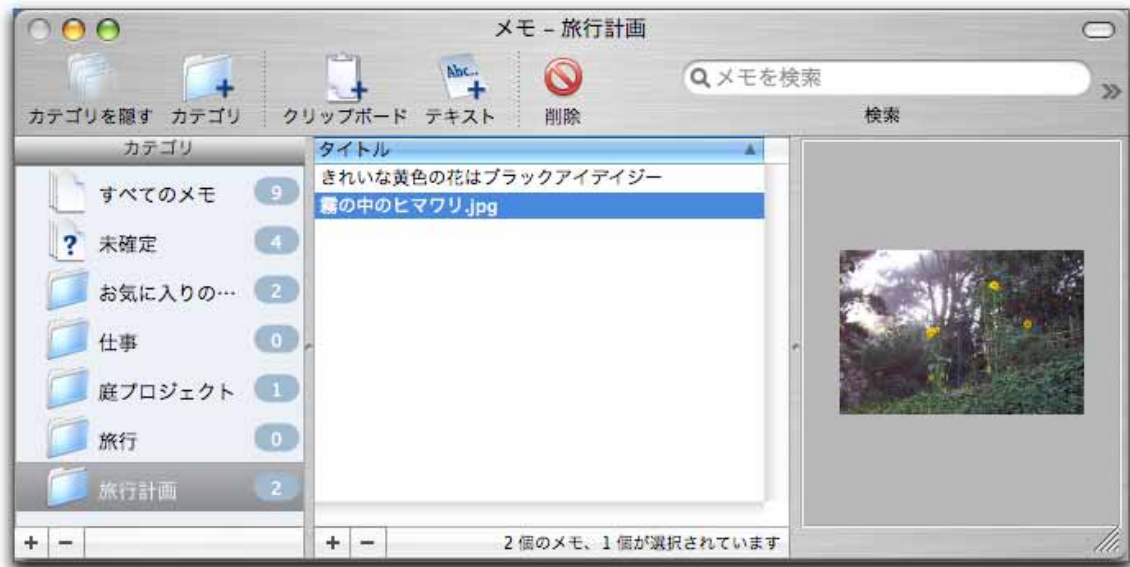 メモ – 旅行計画
カテゴリを隠す カテゴリ クリップボード Abc.. テキスト 削除 メモを検索 検索
カテゴリ
すべてのメモ 9
? 未確定 4
お気に入りの… 2
仕事 0
庭プロジェクト 1
旅行 0
旅行計画 2
タイトル
きれいな黄色の花はブラックアイデイジー
霧の中のヒマワリ.jpg
2 個のメモ、1 個が選択されています